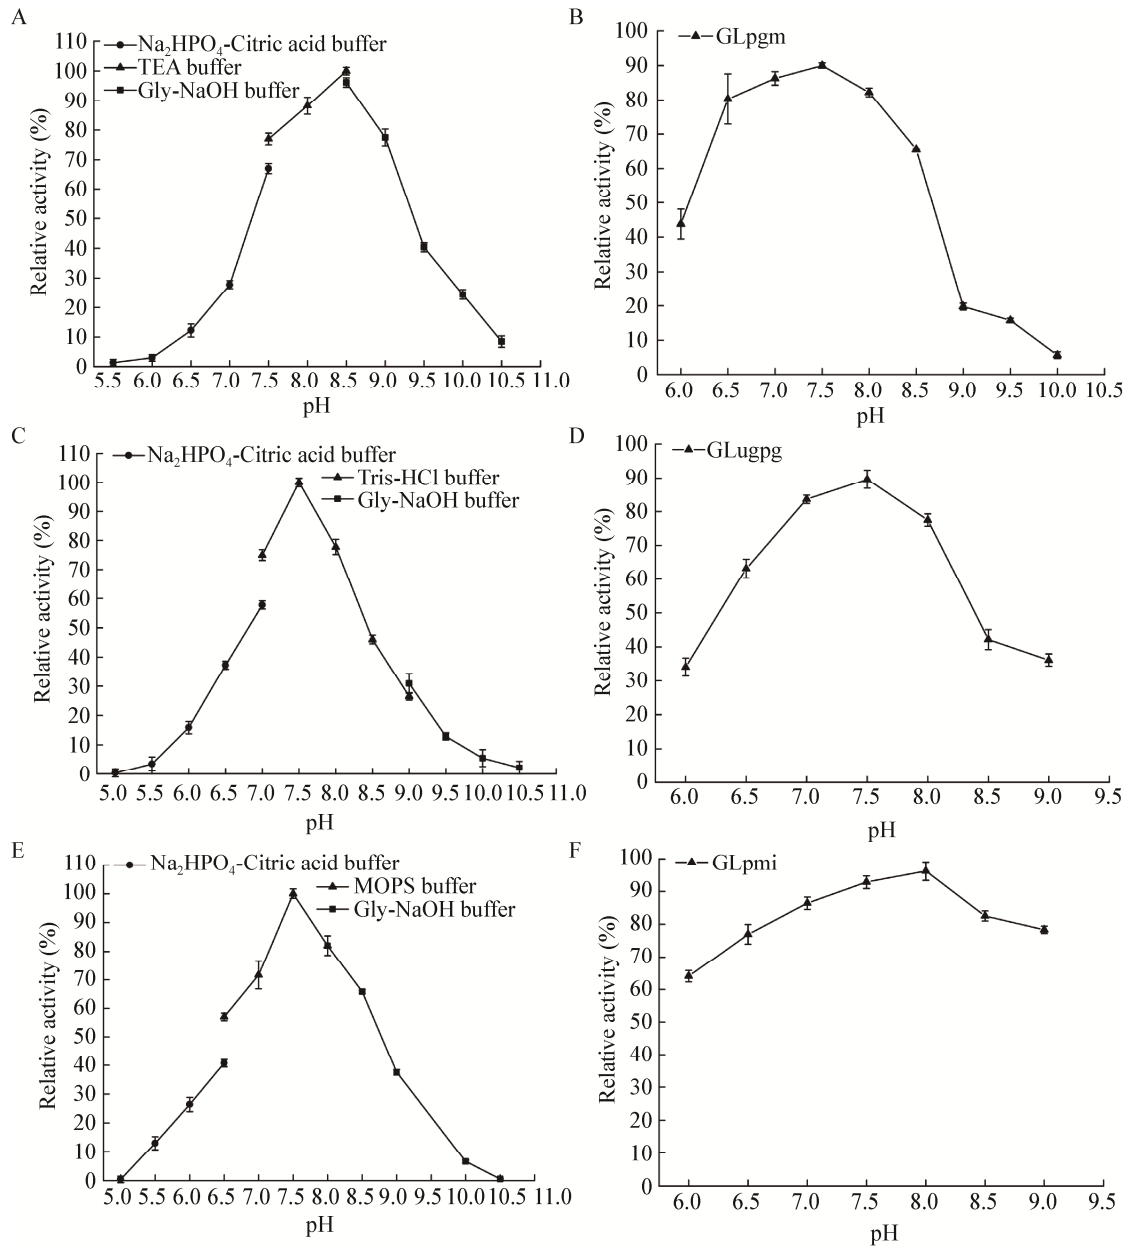 A
Na₂HPO₄-Citric acid buffer
TEA buffer
Gly-NaOH buffer
Relative activity (%)
110
100
90
80
70
60
50
40
30
20
10
0
5.5 6.0 6.5 7.0 7.5 8.0 8.5 9.0 9.5 10.0 10.5 11.0
pH
B
GLpgm
Relative activity (%)
100
90
80
70
60
50
40
30
20
10
0
6.0 6.5 7.0 7.5 8.0 8.5 9.0 9.5 10.0 10.5
pH
C
Na₂HPO₄-Citric acid buffer
Tris-HCl buffer
Gly-NaOH buffer
Relative activity (%)
110
100
90
80
70
60
50
40
30
20
10
0
5.0 5.5 6.0 6.5 7.0 7.5 8.0 8.5 9.0 9.5 10.0 10.5 11.0
pH
D
GLugpg
Relative activity (%)
100
90
80
70
60
50
40
30
20
10
0
6.0 6.5 7.0 7.5 8.0 8.5 9.0 9.5
pH
E
Na₂HPO₄-Citric acid buffer
MOPS buffer
Gly-NaOH buffer
Relative activity (%)
110
100
90
80
70
60
50
40
30
20
10
0
5.0 5.5 6.0 6.5 7.0 7.5 8.0 8.5 9.0 9.5 10.0 10.5 11.0
pH
F
GLpmi
Relative activity (%)
100
90
80
70
60
50
40
30
20
10
0
6.0 6.5 7.0 7.5 8.0 8.5 9.0 9.5
pH